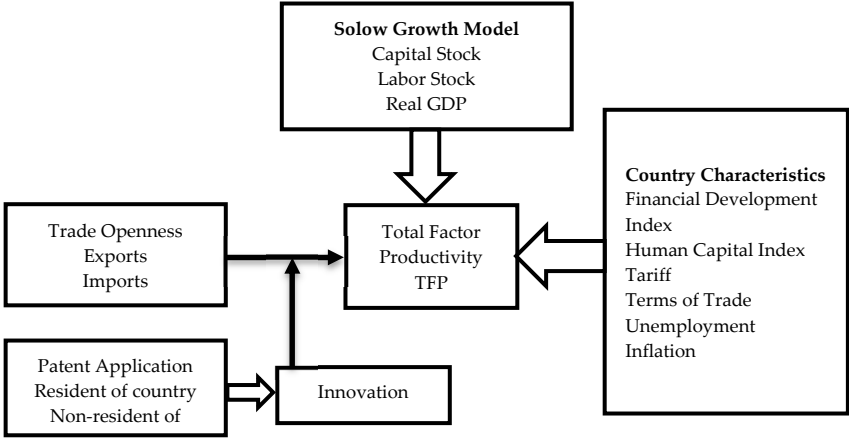 Solow Growth Model
Capital Stock
Labor Stock
Real GDP
Country Characteristics
Financial Development
Index
Human Capital Index
Tariff
Terms of Trade
Unemployment
Inflation
Trade Openness
Exports
Imports
Total Factor
Productivity
TFP
Patent Application
Resident of country
Non-resident of
Innovation